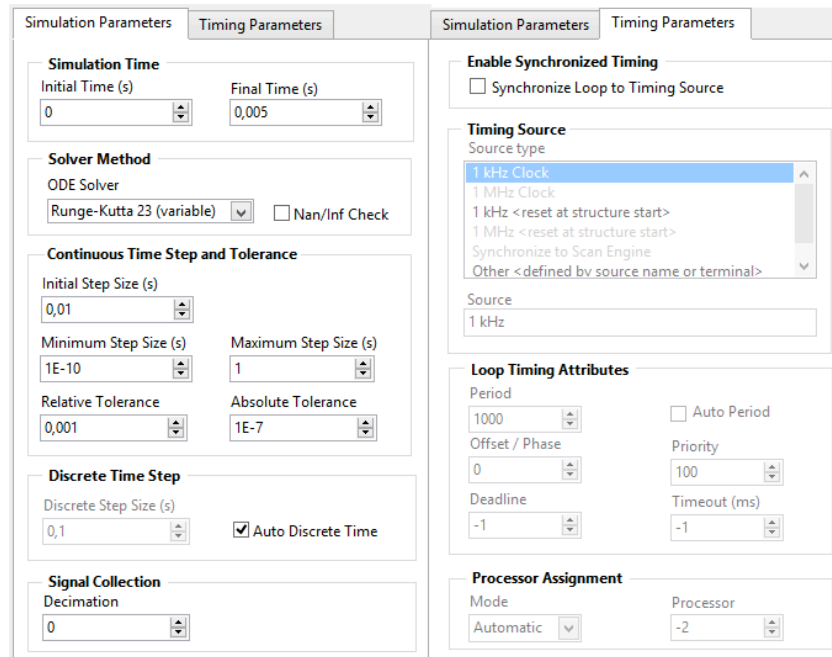 Simulation Parameters
Timing Parameters
Simulation Time
Initial Time (s)
Final Time (s)
0
0,005
Solver Method
ODE Solver
Runge-Kutta 23 (variable)
Nan/Inf Check
Continuous Time Step and Tolerance
Initial Step Size (s)
0,01
Minimum Step Size (s)
Maximum Step Size (s)
1E-10
1
Relative Tolerance
Absolute Tolerance
0,001
1E-7
Discrete Time Step
Discrete Step Size (s)
0,1
Auto Discrete Time
Signal Collection
Decimation
0
Simulation Parameters
Timing Parameters
Enable Synchronized Timing
Synchronize Loop to Timing Source
Timing Source
Source type
1 kHz Clock
1 MHz Clock
1 kHz <reset at structure start>
1 MHz <reset at structure start>
Synchronize to Scan Engine
Other <defined by source name or terminal>
Source
1 kHz
Loop Timing Attributes
Period
1000
Auto Period
Offset / Phase
Priority
0
100
Deadline
Timeout (ms)
-1
-1
Processor Assignment
Mode
Processor
Automatic
-2